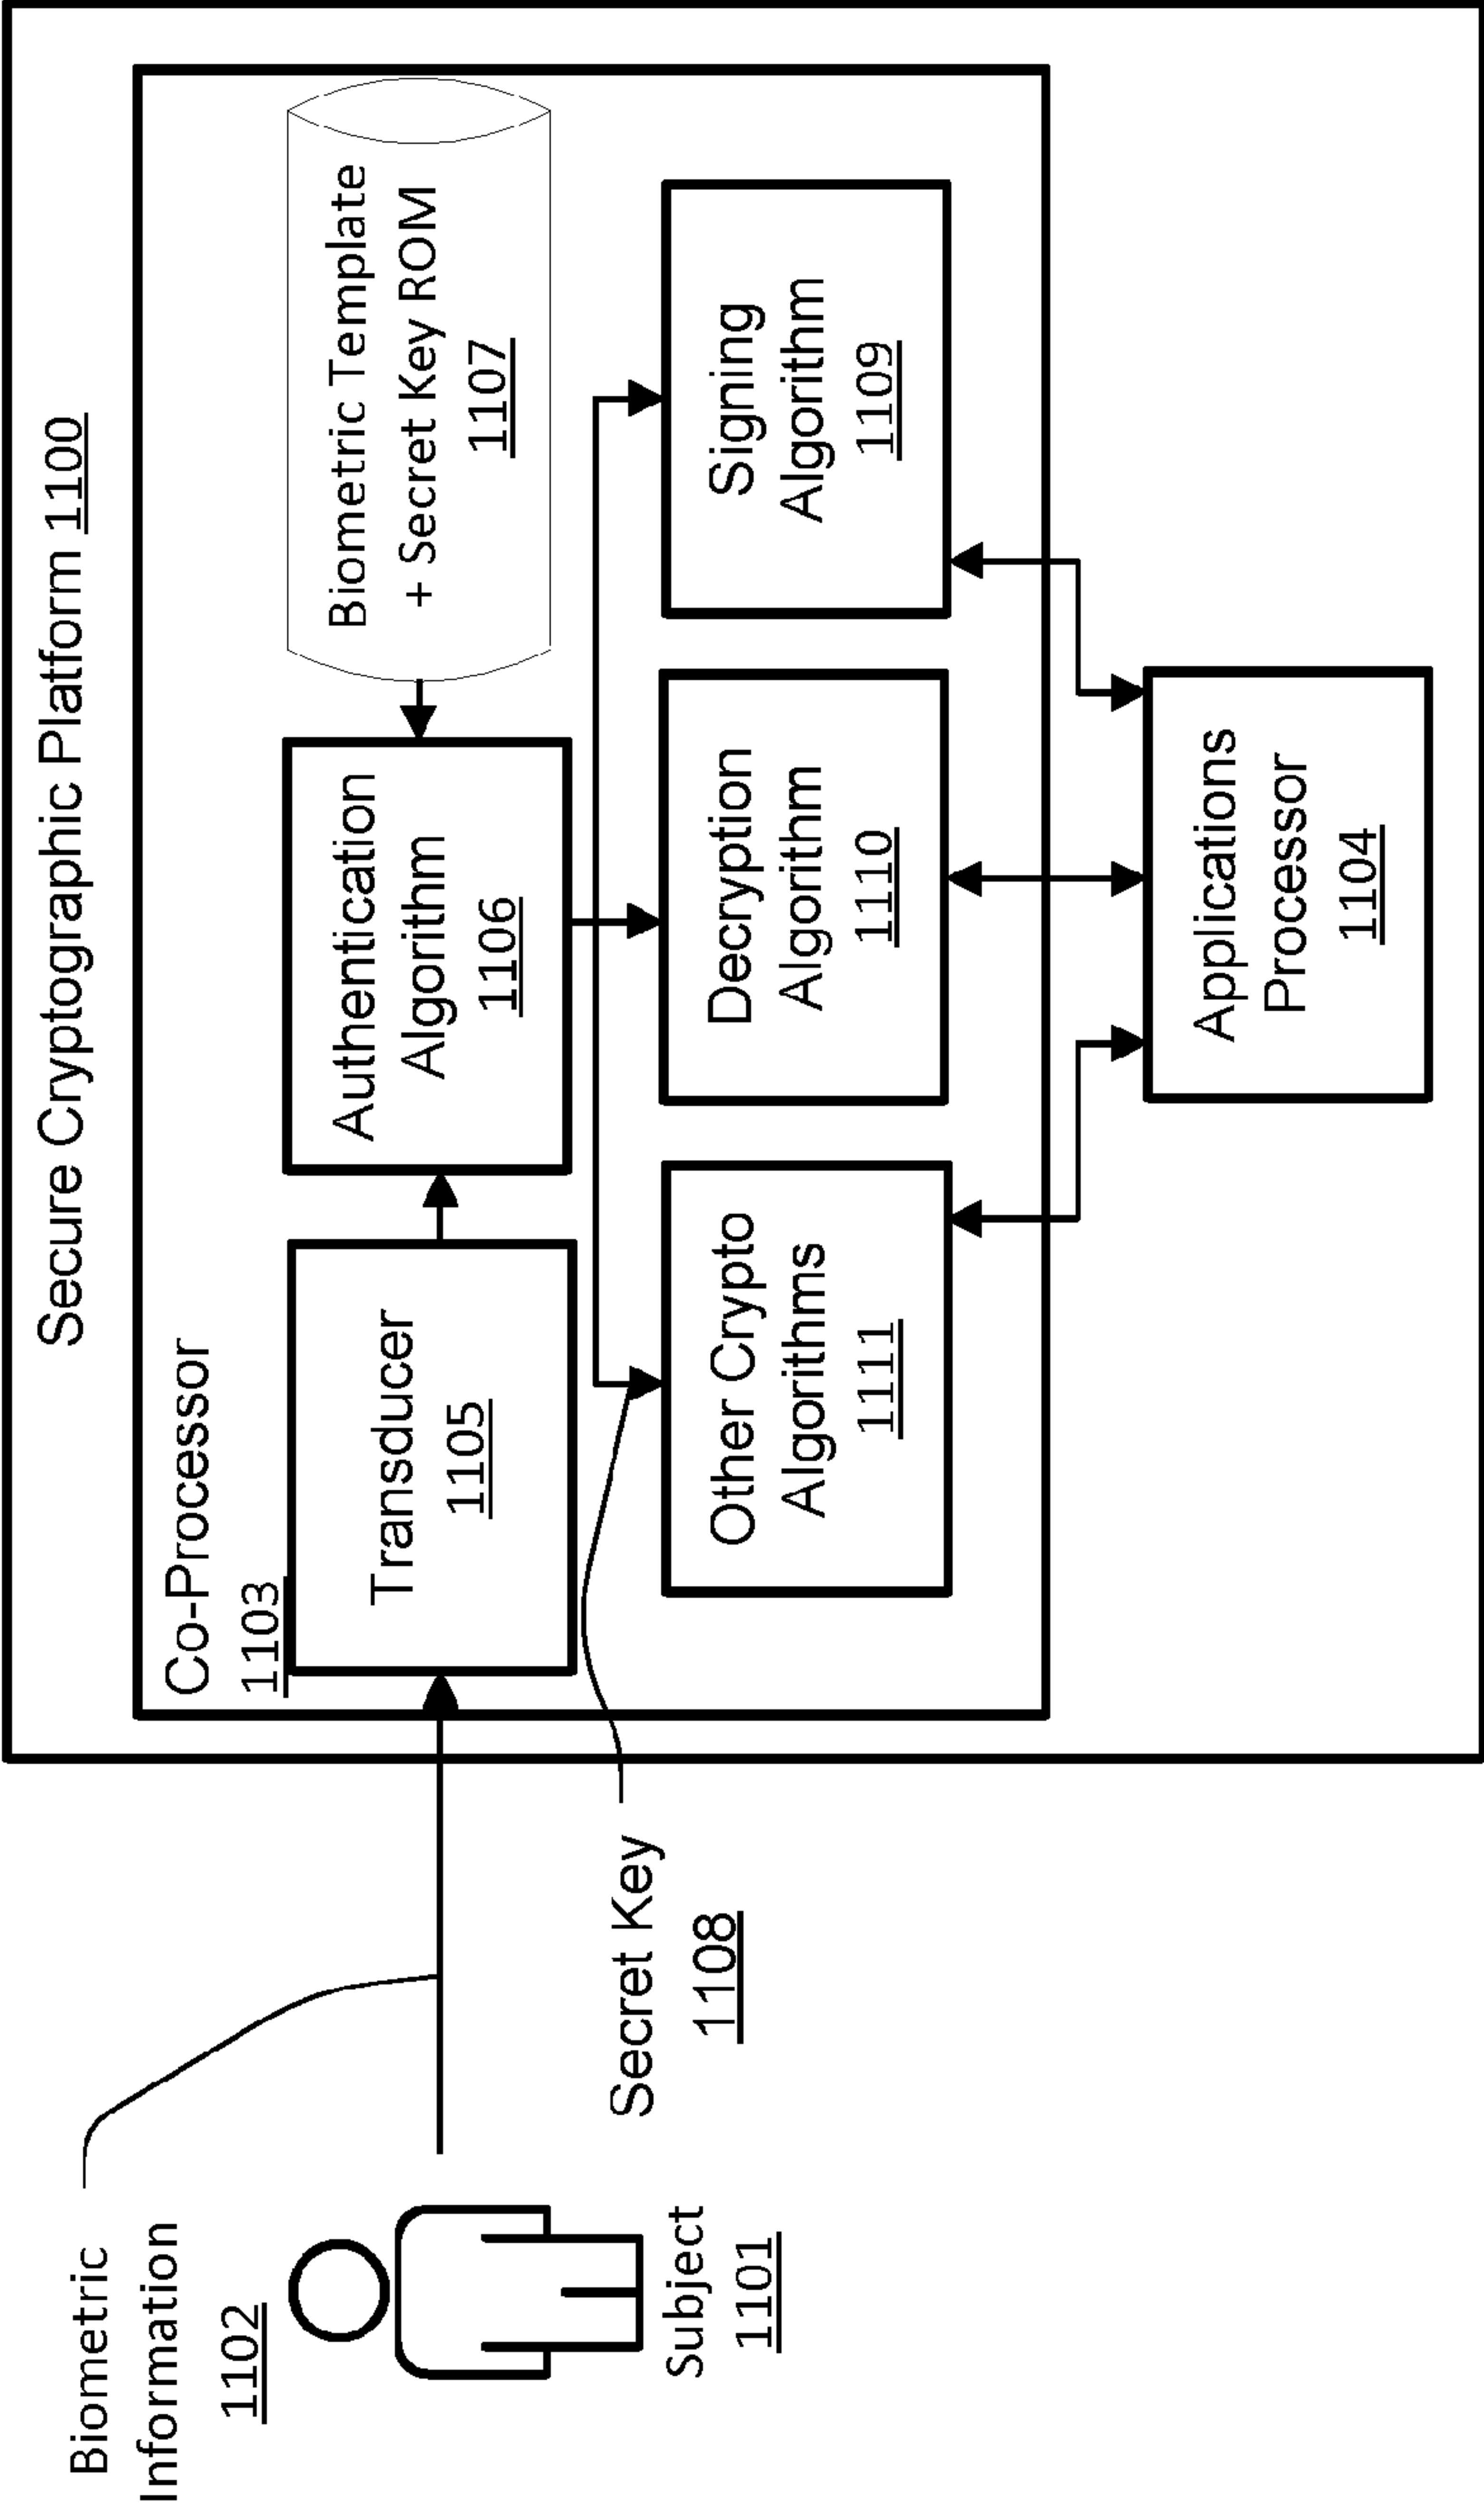 Secure Cryptographic Platform 1100
Co-Processor
1103
Biometric
Information
1102
Subject
1101
Transducer
1105
Authentication
Algorithm
1106
Biometric Template
+ Secret Key ROM
1107
Secret Key
1108
Other Crypto
Algorithms
1111
Decryption
Algorithm
1110
Signing
Algorithm
1109
Applications
Processor
1104